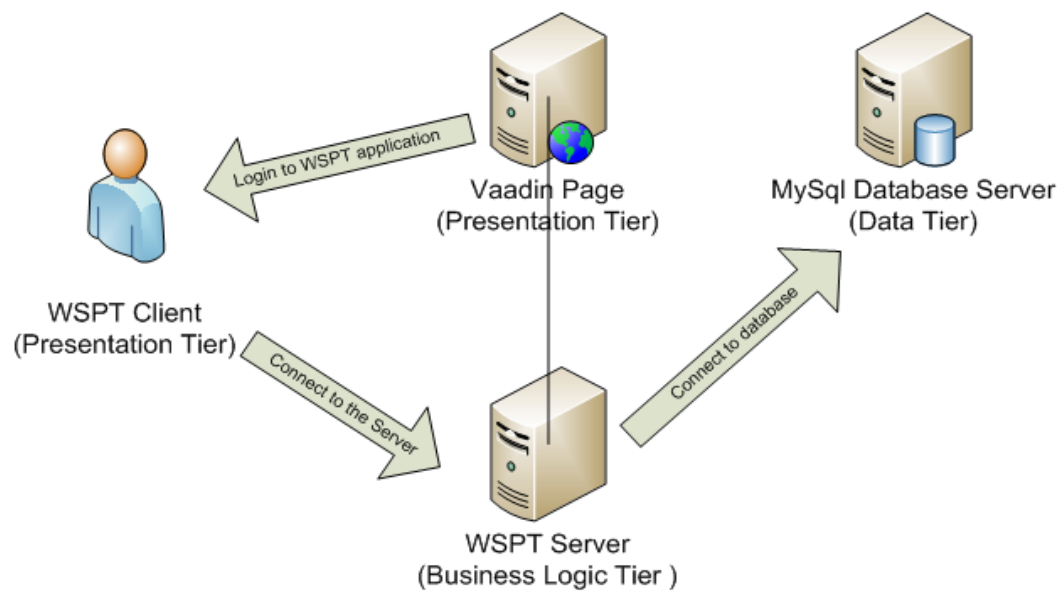 Login to WSPT application
Vaadin Page
(Presentation Tier)
MySql Database Server
(Data Tier)
WSPT Client
(Presentation Tier)
Connect to the Server
Connect to database
WSPT Server
(Business Logic Tier )